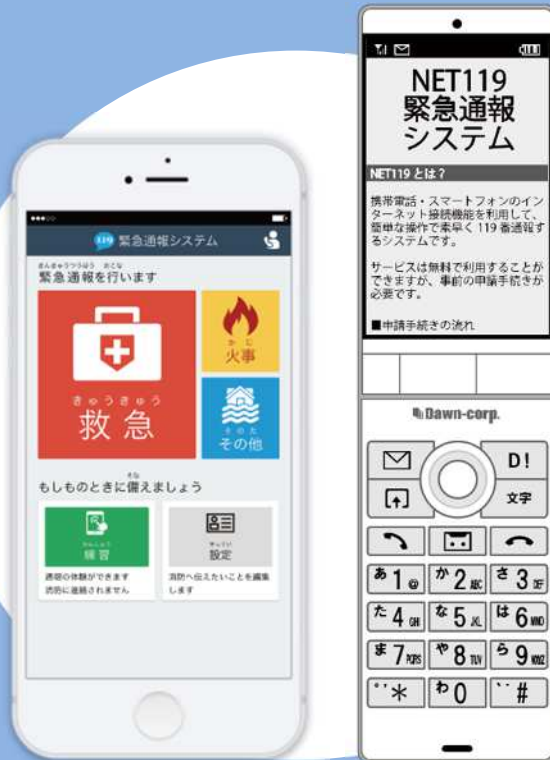 119 緊急通報システム
きんきゅうつうほう おこな
緊急通報を行います
きゅうきゅう
救急
かじ
火事
そのた
その他
そな
もしものときに備えましょう
れんしゅう
練習
通報の体験ができます
消防に連絡されません
せってい
設定
消防へ伝えたいことを編集
します
NET119
緊急通報
システム
NET119 とは？
携帯電話・スマートフォンのイン
ターネット接続機能を利用して、
簡単な操作で素早く 119 番通報す
るシステムです。
サービスは無料で利用することが
できますが、事前の申請手続きが
必要です。
■申請手続きの流れ
Dawn-corp.
D!
文字
あ 1 @
か 2 ABC
さ 3 DEF
た 4 GHI
な 5 JKL
は 6 MNO
ま 7 PQRS
や 8 TUV
ら 9 WXYZ
゛゜ *
わ 0
#